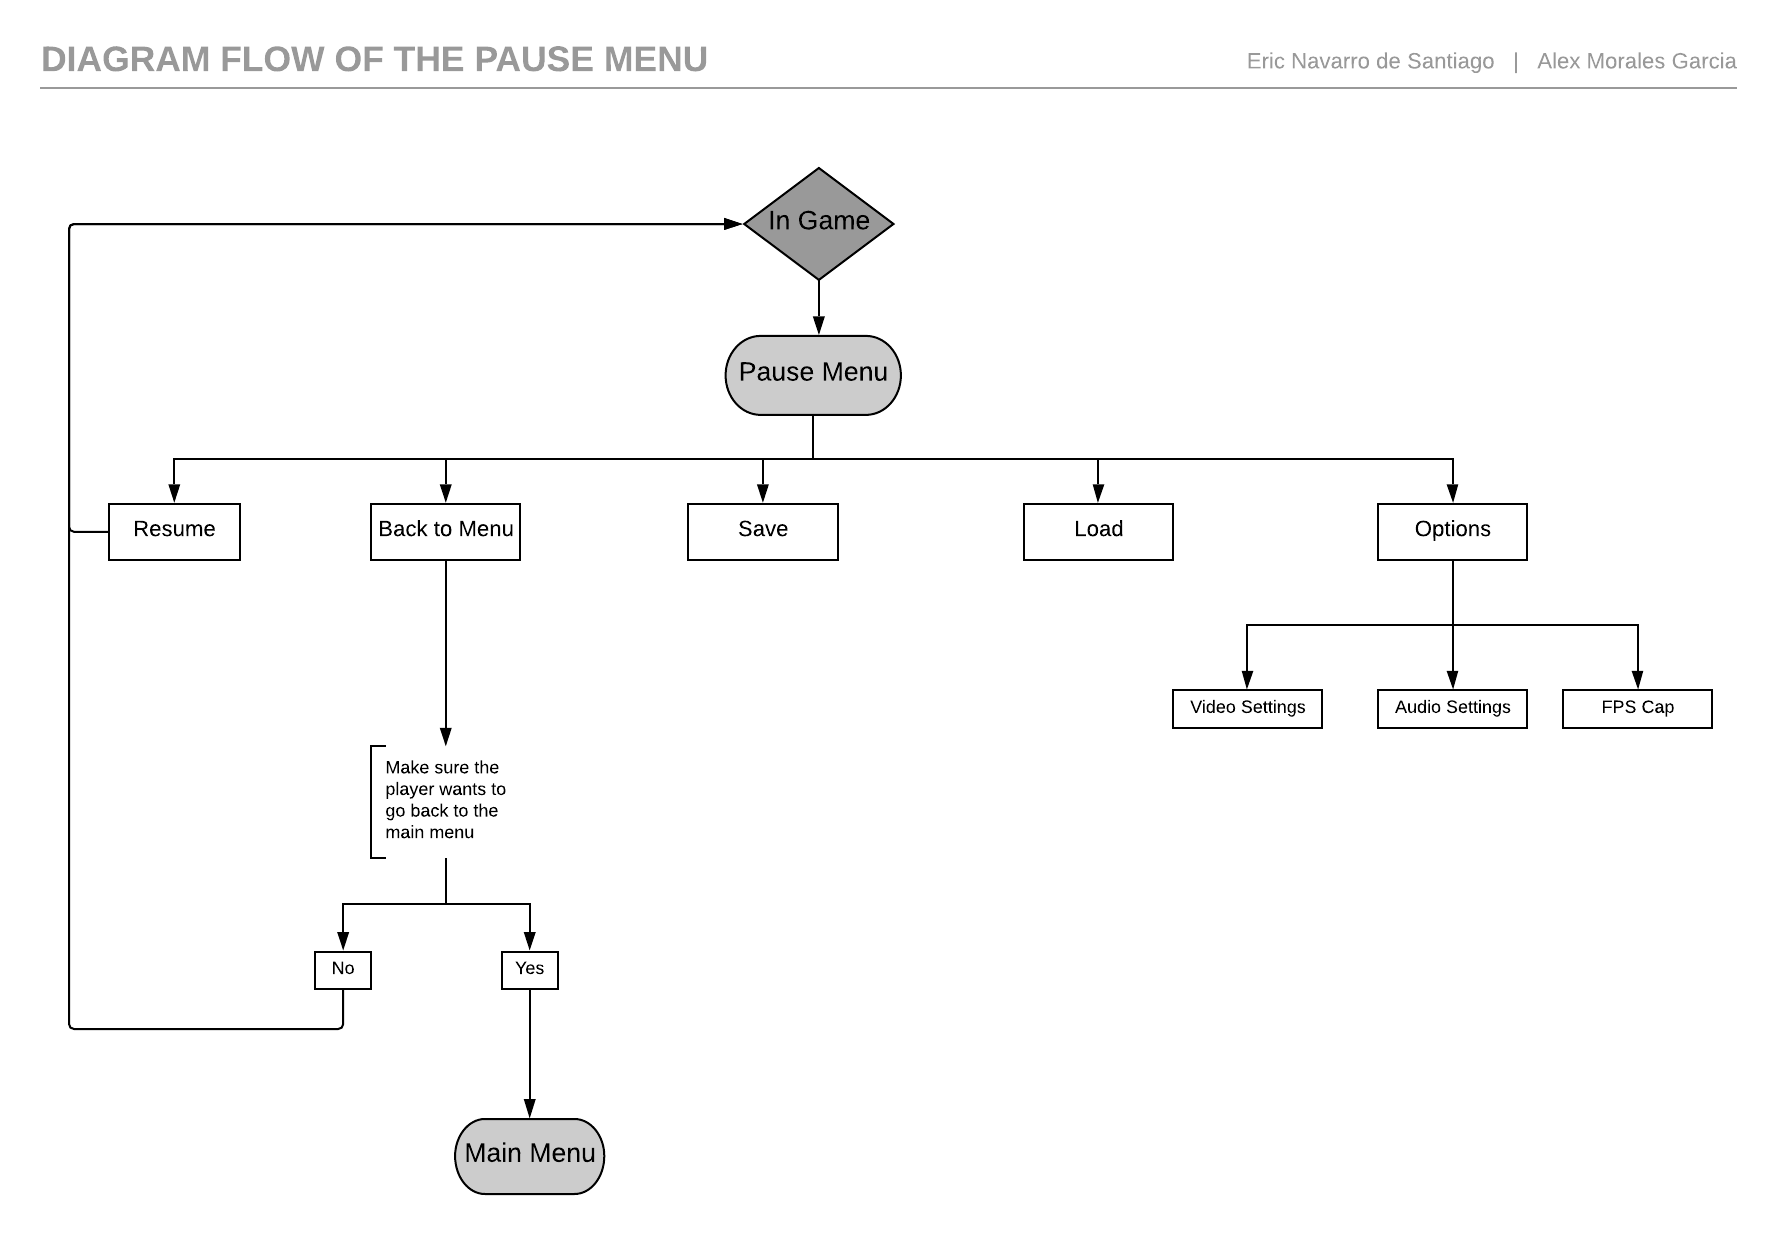 DIAGRAM FLOW OF THE PAUSE MENU
Eric Navarro de Santiago | Alex Morales Garcia
In Game
Pause Menu
Resume
Back to Menu
Save
Load
Options
Video Settings
Audio Settings
FPS Cap
Make sure the
player wants to
go back to the
main menu
No
Yes
Main Menu